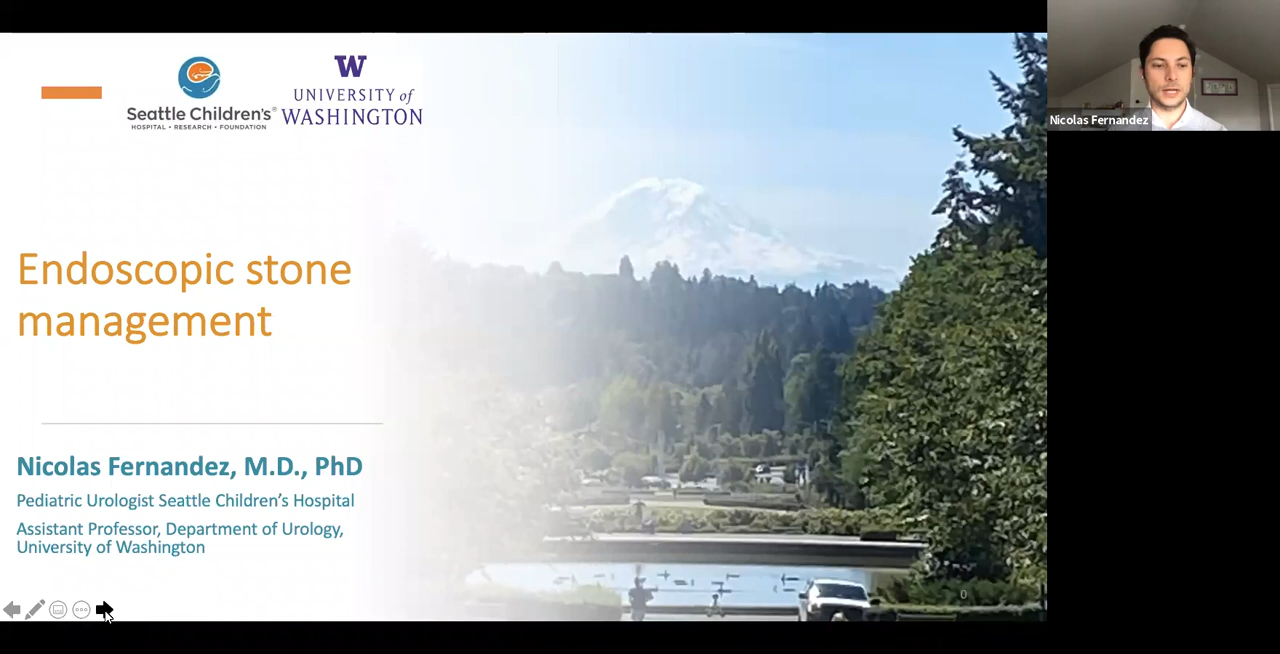 Seattle Children's®
HOSPITAL • RESEARCH • FOUNDATION
W
UNIVERSITY of
WASHINGTON
Nicolas Fernandez
Endoscopic stone
management
Nicolas Fernandez, M.D., PhD
Pediatric Urologist Seattle Children's Hospital
Assistant Professor, Department of Urology,
University of Washington
0